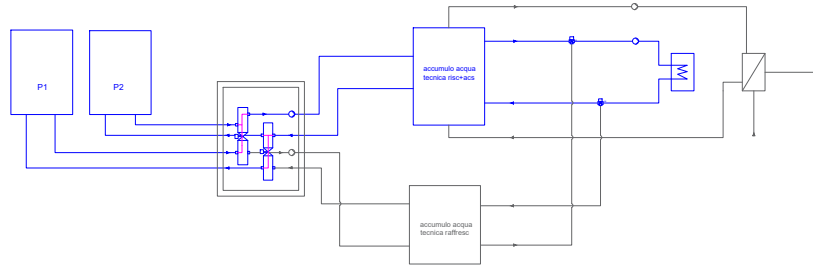 P1
P2
accumulo acqua
tecnica risc+acs
accumulo acqua
tecnica raffresc